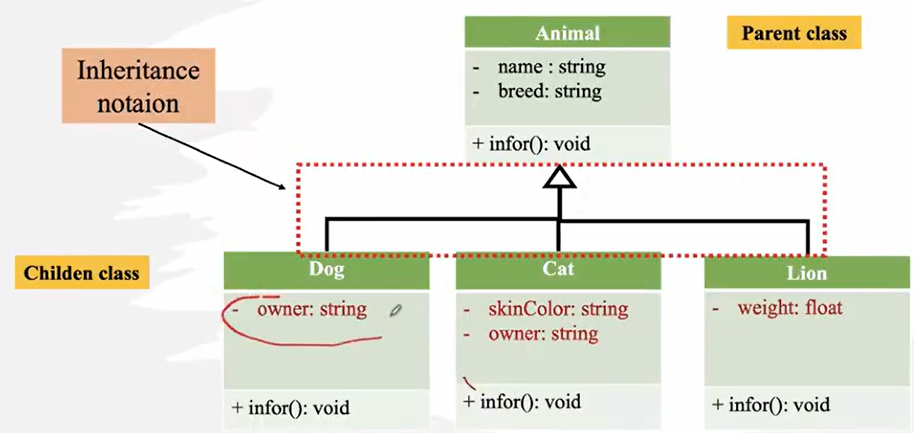 Animal
Parent class
Inheritance
notaion
- name : string
- breed: string
+ infor(): void
Childen class
Dog
- owner: string
+ infor(): void
Cat
- skinColor: string
- owner: string
+ infor(): void
Lion
- weight: float
+ infor(): void